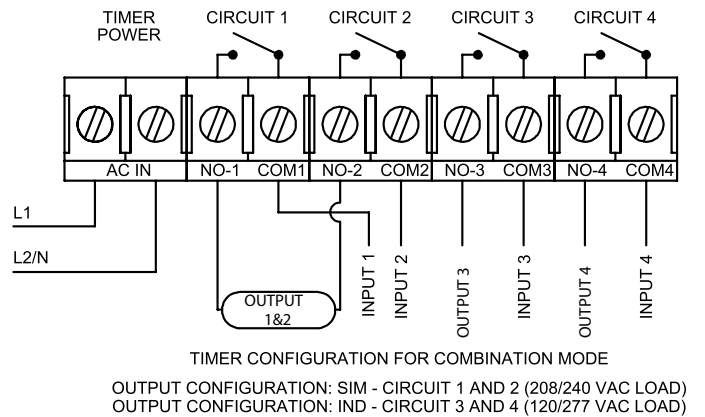 TIMER
POWER
CIRCUIT 1
CIRCUIT 2
CIRCUIT 3
CIRCUIT 4
AC IN
NO-1
COM1
NO-2
COM2
NO-3
COM3
NO-4
COM4
L1
L2/N
OUTPUT
1&2
INPUT 1
INPUT 2
OUTPUT 3
INPUT 3
OUTPUT 4
INPUT 4
TIMER CONFIGURATION FOR COMBINATION MODE
OUTPUT CONFIGURATION: SIM - CIRCUIT 1 AND 2 (208/240 VAC LOAD)
OUTPUT CONFIGURATION: IND - CIRCUIT 3 AND 4 (120/277 VAC LOAD)